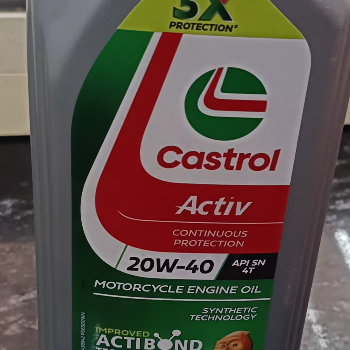 3X
PROTECTION*
Castrol
Activ
CONTINUOUS
PROTECTION
20W-40
API SN
4T
MOTORCYCLE ENGINE OIL
SYNTHETIC
TECHNOLOGY
IMPROVED
ACTIBOND